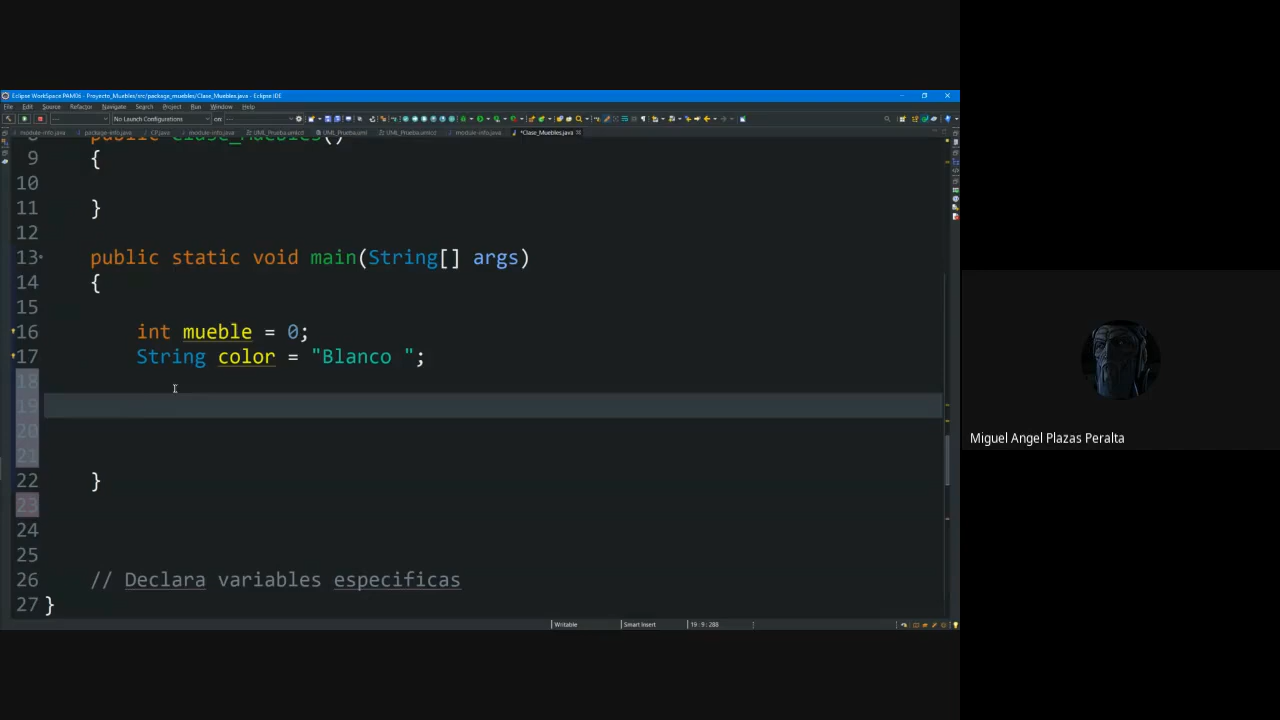 Eclipse WorkSpace PAM06 - Proyecto_Muebles/src/package_muebles/Clase_Muebles.java - Eclipse IDE
File Edit Source Refactor Navigate Search Project Run Window Help
No Launch Configurations on:
module-info.java package-info.java CP.java module-info.java UML_Prueba.umlcd UML_Prueba.uml UML_Prueba.umlcd module-info.java *Clase_Muebles.java
8 public Clase_Muebles()
9 {
10
11 }
12
13 public static void main(String[] args)
14 {
15
16 int mueble = 0;
17 String color = "Blanco ";
18
19
20
21
22 }
23
24
25
26 // Declara variables especificas
27 }
Writable Smart Insert 19 : 9 : 288
Miguel Angel Plazas Peralta